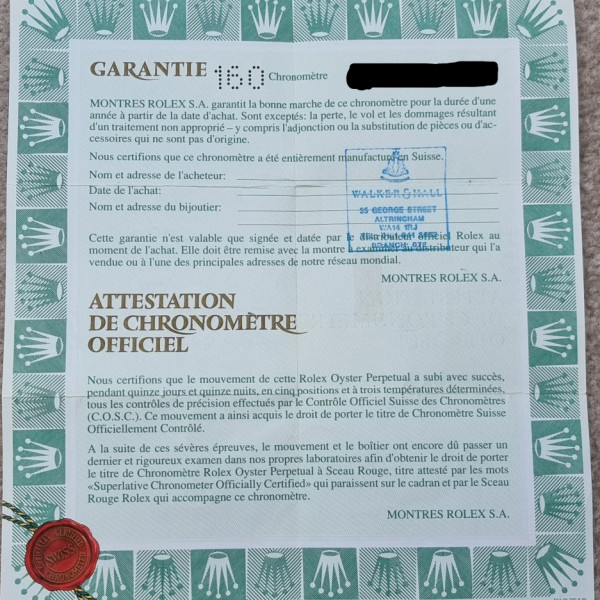 GARANTIE 160 Chronomètre
MONTRES ROLEX S.A. garantit la bonne marche de ce chronomètre pour la durée d'une
année à partir de la date d'achat. Sont exceptés: la perte, le vol et les dommages résultant
d'un traitement non approprié – y compris l'adjonction ou la substitution de pièces ou d'ac-
cessoires qui ne sont pas d'origine.
Nous certifions que ce chronomètre a été entièrement manufacturé en Suisse.
Nom et adresse de l'acheteur:
Date de l'achat:
Nom et adresse du bijoutier:
WALKER & HALL
55 GEORGE STREET
ALTRINCHAM
WA14 1RJ
BRANCH: 678
Cette garantie n'est valable que signée et datée par le distributeur officiel Rolex au
moment de l'achat. Elle doit être remise avec la montre à examiner au distributeur qui l'a
vendue ou à l'une des principales adresses de notre réseau mondial.
MONTRES ROLEX S.A.
ATTESTATION
DE CHRONOMÈTRE
OFFICIEL
Nous certifions que le mouvement de cette Rolex Oyster Perpetual a subi avec succès,
pendant quinze jours et quinze nuits, en cinq positions et à trois températures déterminées,
tous les contrôles de précision effectués par le Contrôle Officiel Suisse des Chronomètres
(C.O.S.C.). Ce mouvement a ainsi acquis le droit de porter le titre de Chronomètre Suisse
Officiellement Contrôlé.
A la suite de ces sévères épreuves, le mouvement et le boîtier ont encore dû passer un
dernier et rigoureux examen dans nos propres laboratoires afin d'obtenir le droit de porter
le titre de Chronomètre Rolex Oyster Perpetual à Sceau Rouge, titre attesté par les mots
«Superlative Chronometer Officially Certified» qui paraissent sur le cadran et par le Sceau
Rouge Rolex qui accompagne ce chronomètre.
MONTRES ROLEX S.A.